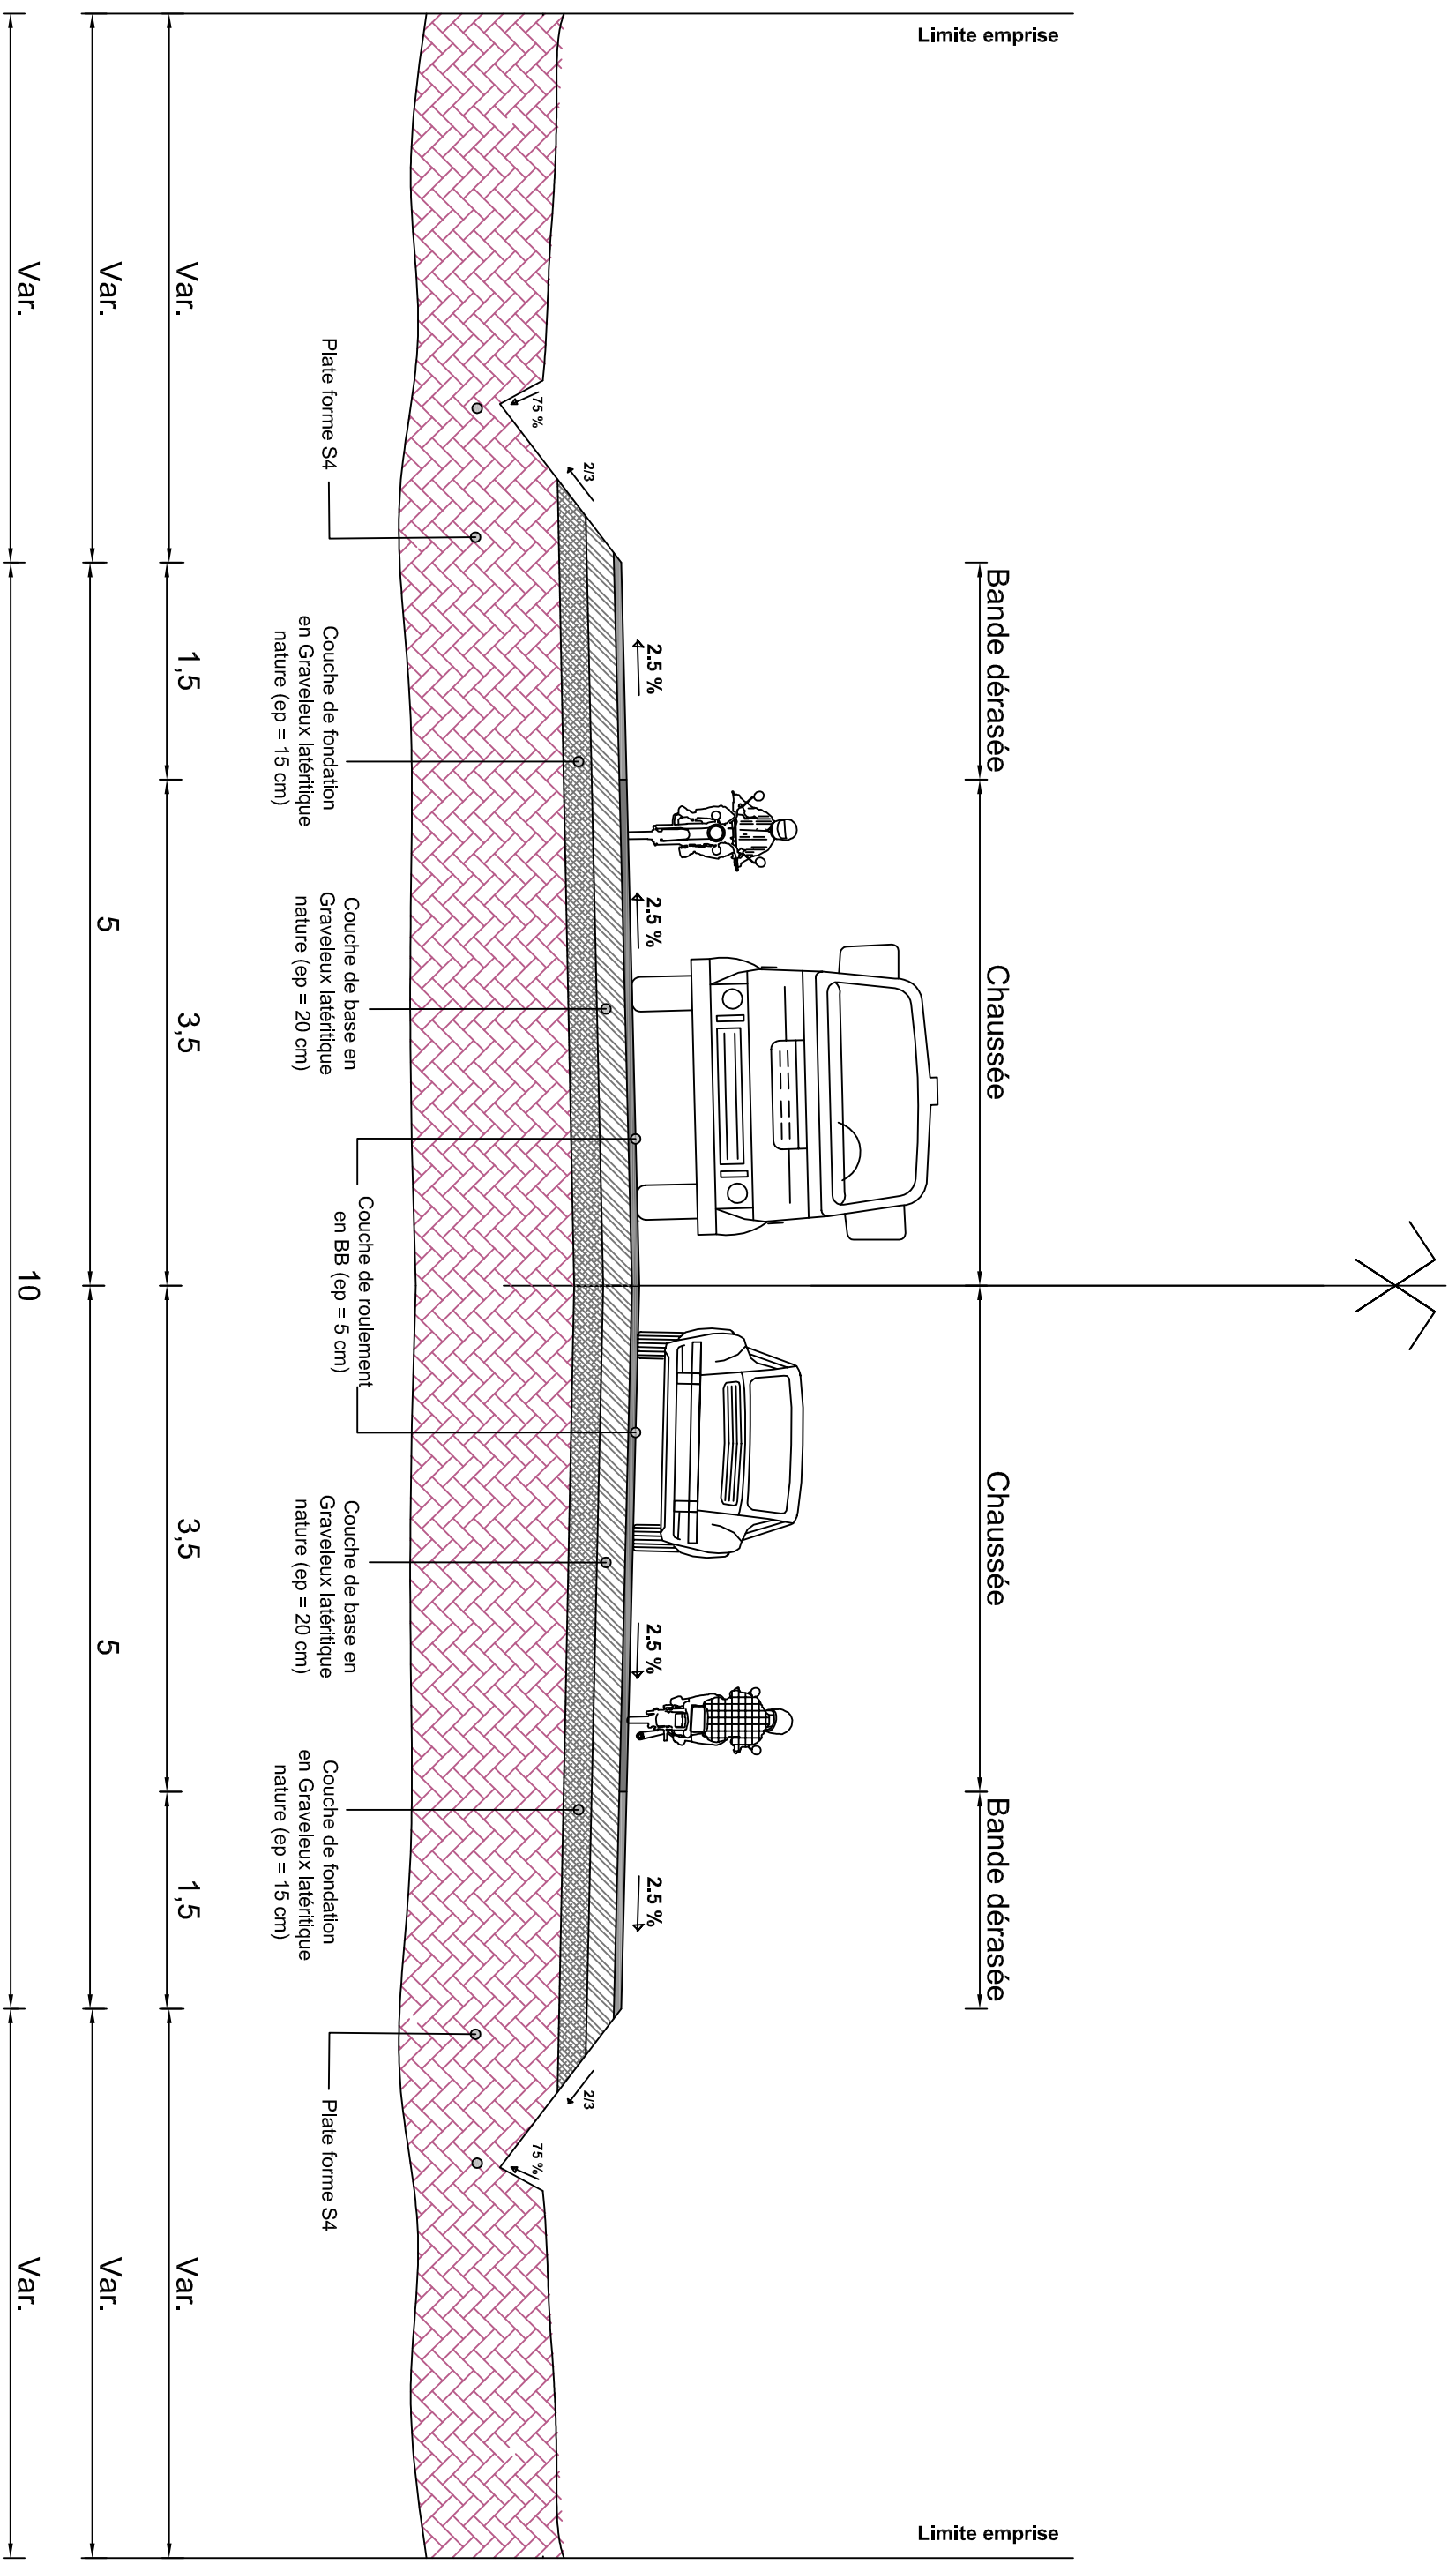 Limite emprise
Limite emprise
Bande dérasée
Chaussée
Chaussée
Bande dérasée
2.5 %
2.5 %
2.5 %
2.5 %
2/3
2/3
75 %
75 %
Plate forme S4
Couche de fondation
en Graveleux latéritique
nature (ep = 15 cm)
Couche de base en
Graveleux latéritique
nature (ep = 20 cm)
Couche de roulement
en BB (ep = 5 cm)
Couche de base en
Graveleux latéritique
nature (ep = 20 cm)
Couche de fondation
en Graveleux latéritique
nature (ep = 15 cm)
Plate forme S4
Var.
1,5
3,5
3,5
1,5
Var.
Var.
5
5
Var.
Var.
10
Var.